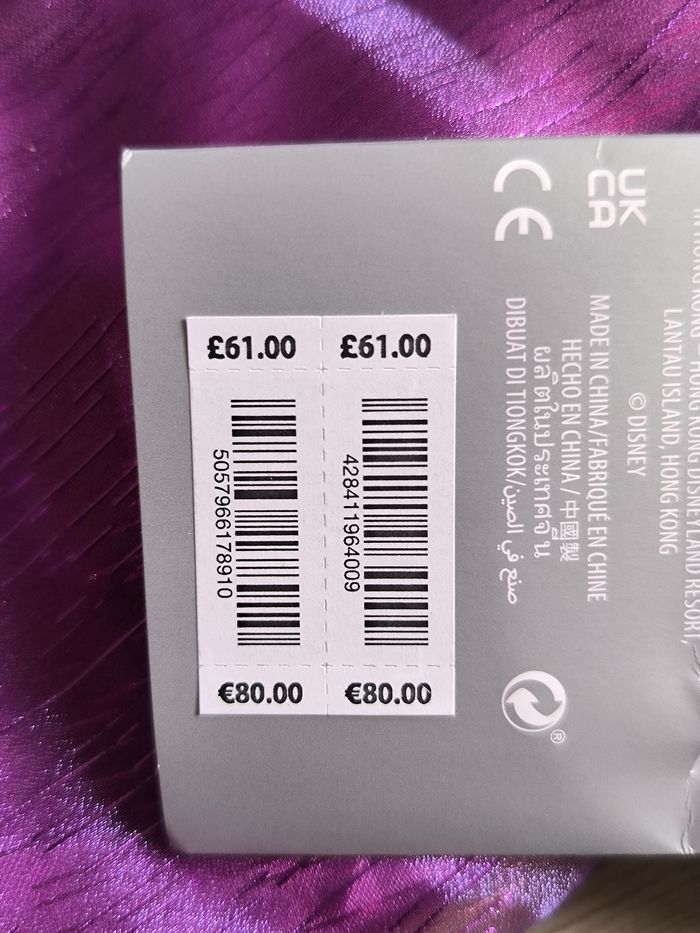 £61.00
£61.00
5057966178910
428411964009
€80.00
€80.00
CE
UK
CA
LANTAU ISLAND, HONG KONG
© DISNEY
MADE IN CHINA/FABRIQUÉ EN CHINE
HECHO EN CHINA/中國製
ผลิตในประเทศจีน
DIBUAT DI TIONGKOK/صنع في الصين
®